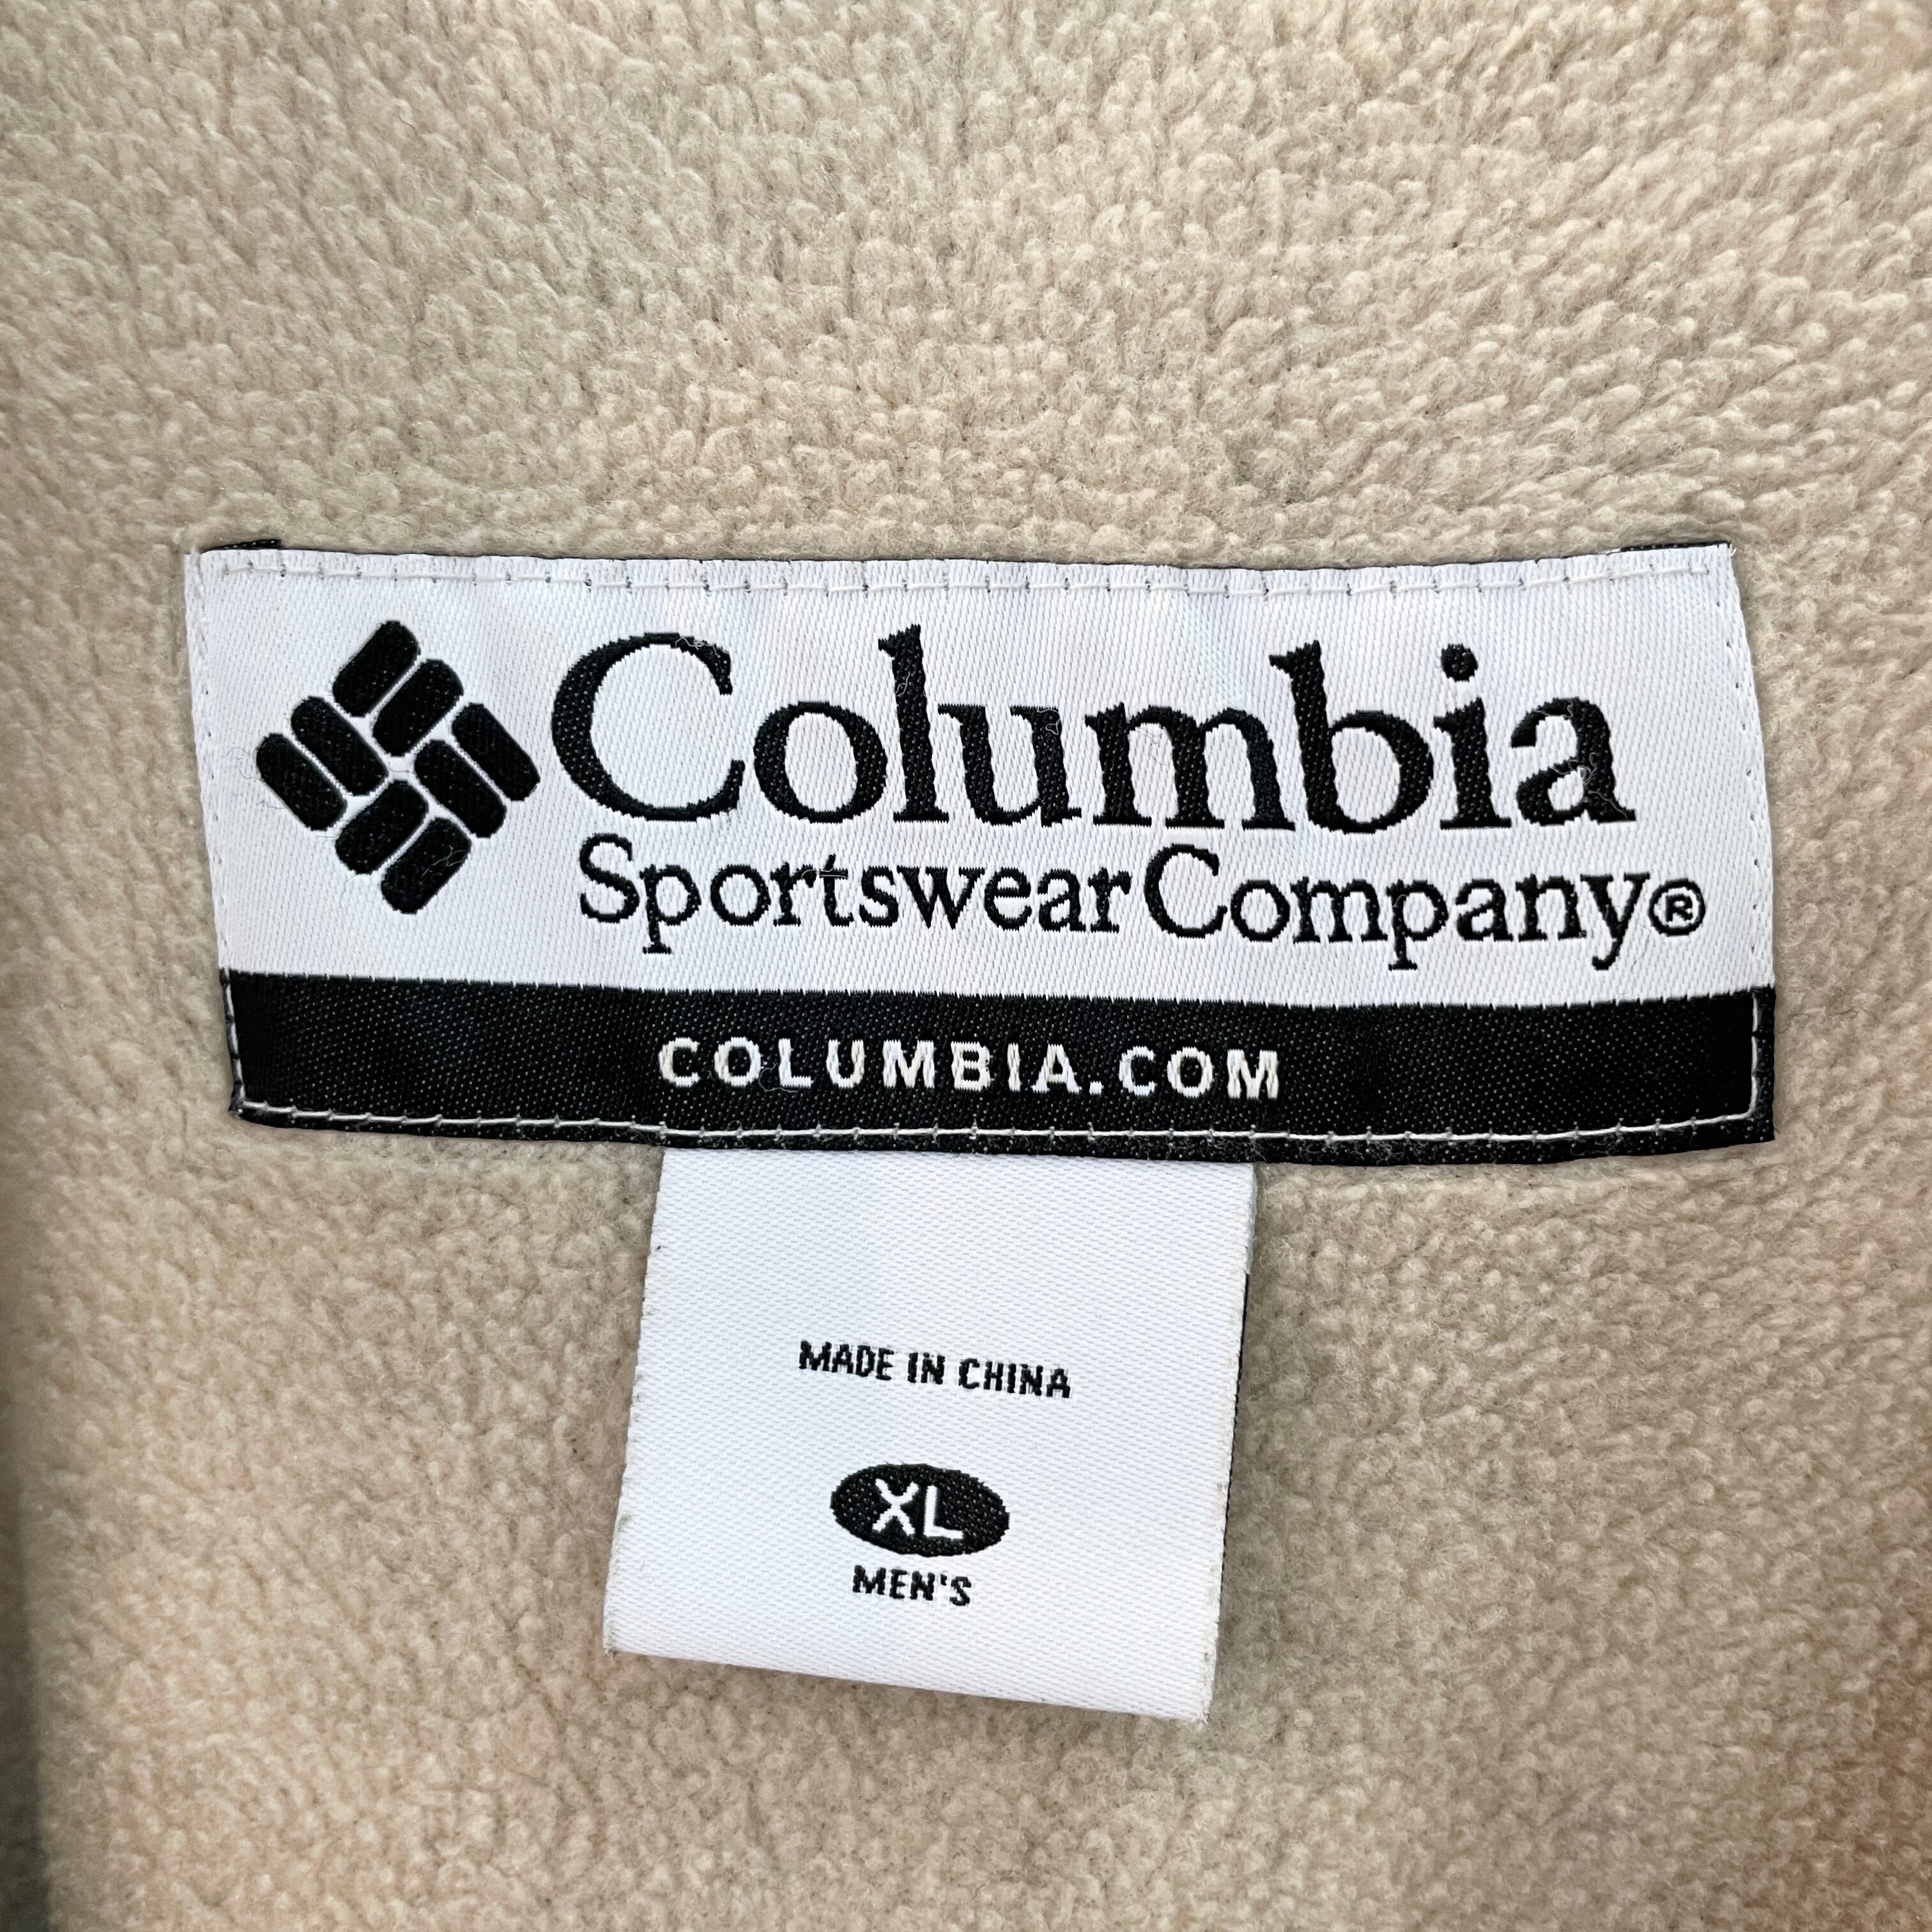 Columbia
Sportswear Company®
COLUMBIA.COM
MADE IN CHINA
XL
MEN'S